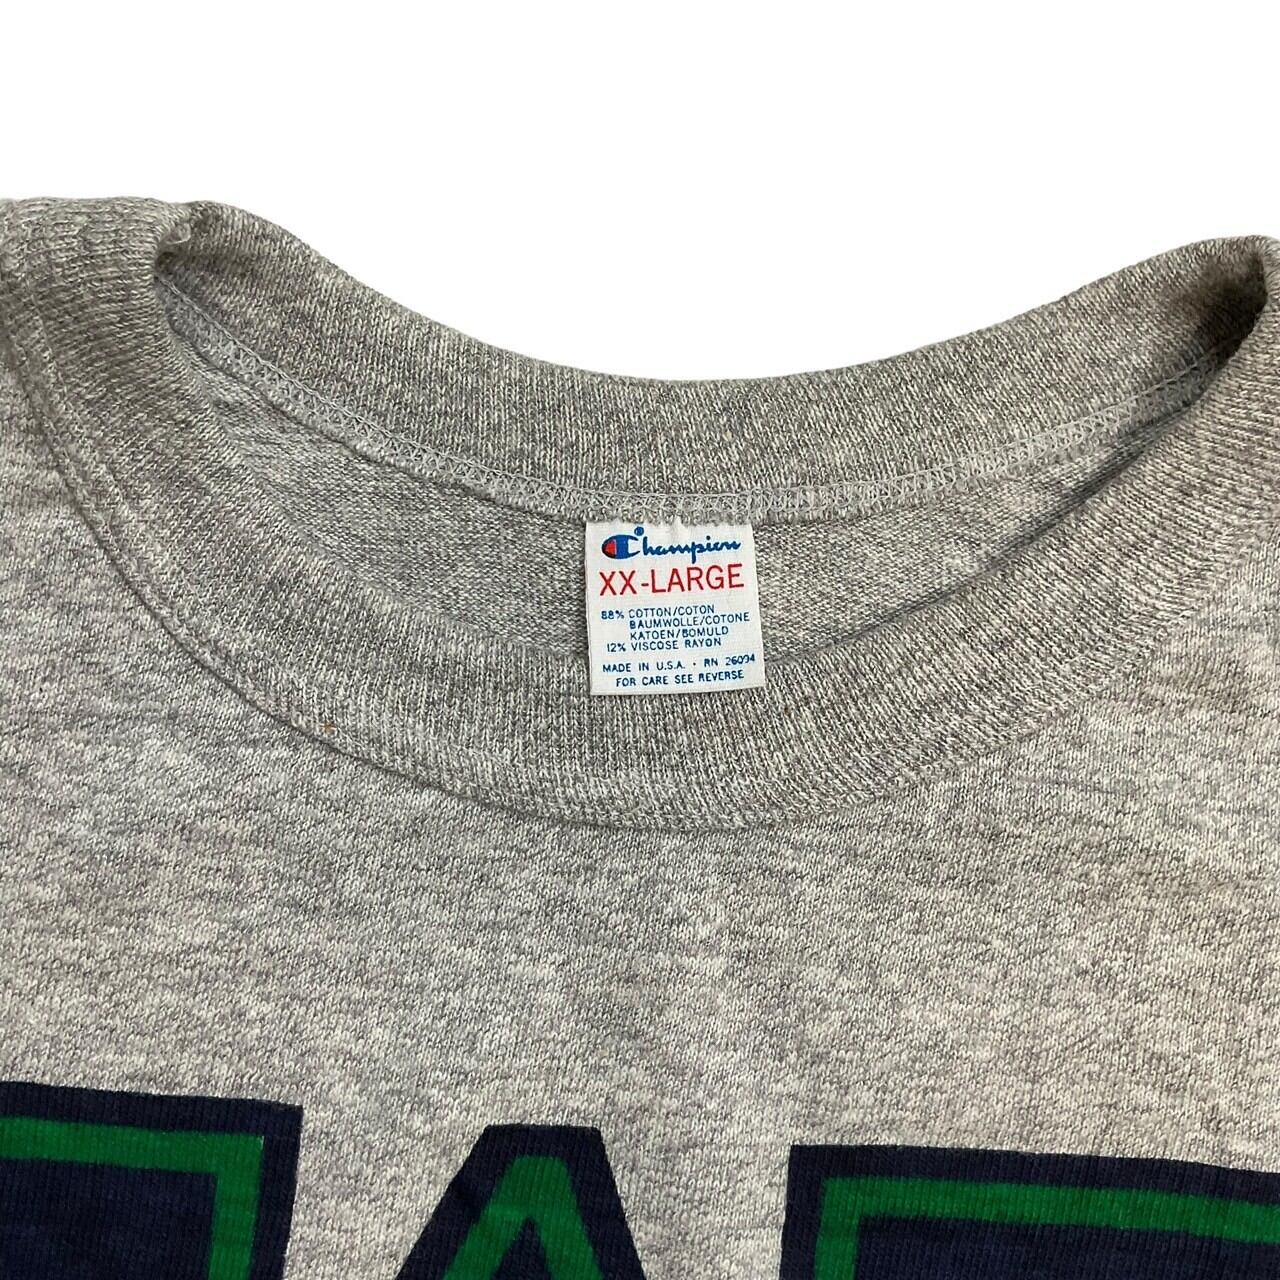 Champion
XX-LARGE
88% COTTON/COTON
BAUMWOLLE/COTONE
KATOEN/BOMULD
12% VISCOSE RAYON
MADE IN U.S.A. · RN 26094
FOR CARE SEE REVERSE